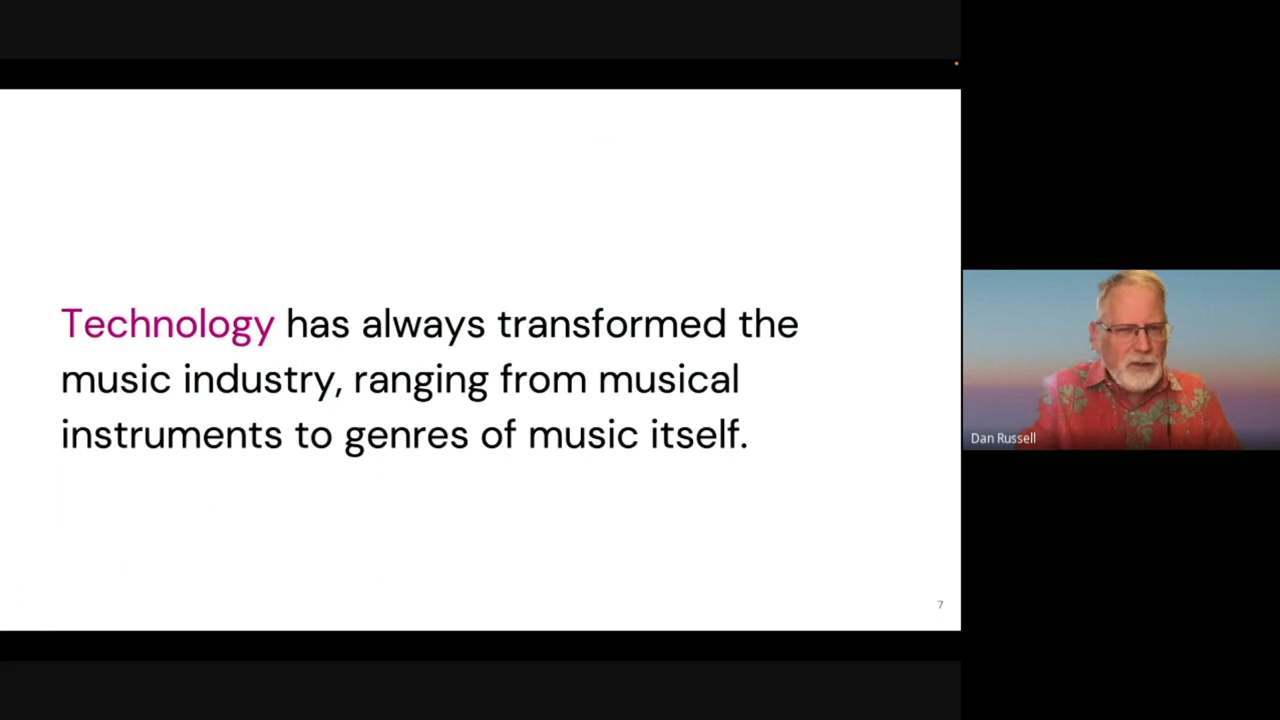 Technology has always transformed the
music industry, ranging from musical
instruments to genres of music itself.
7
Dan Russell